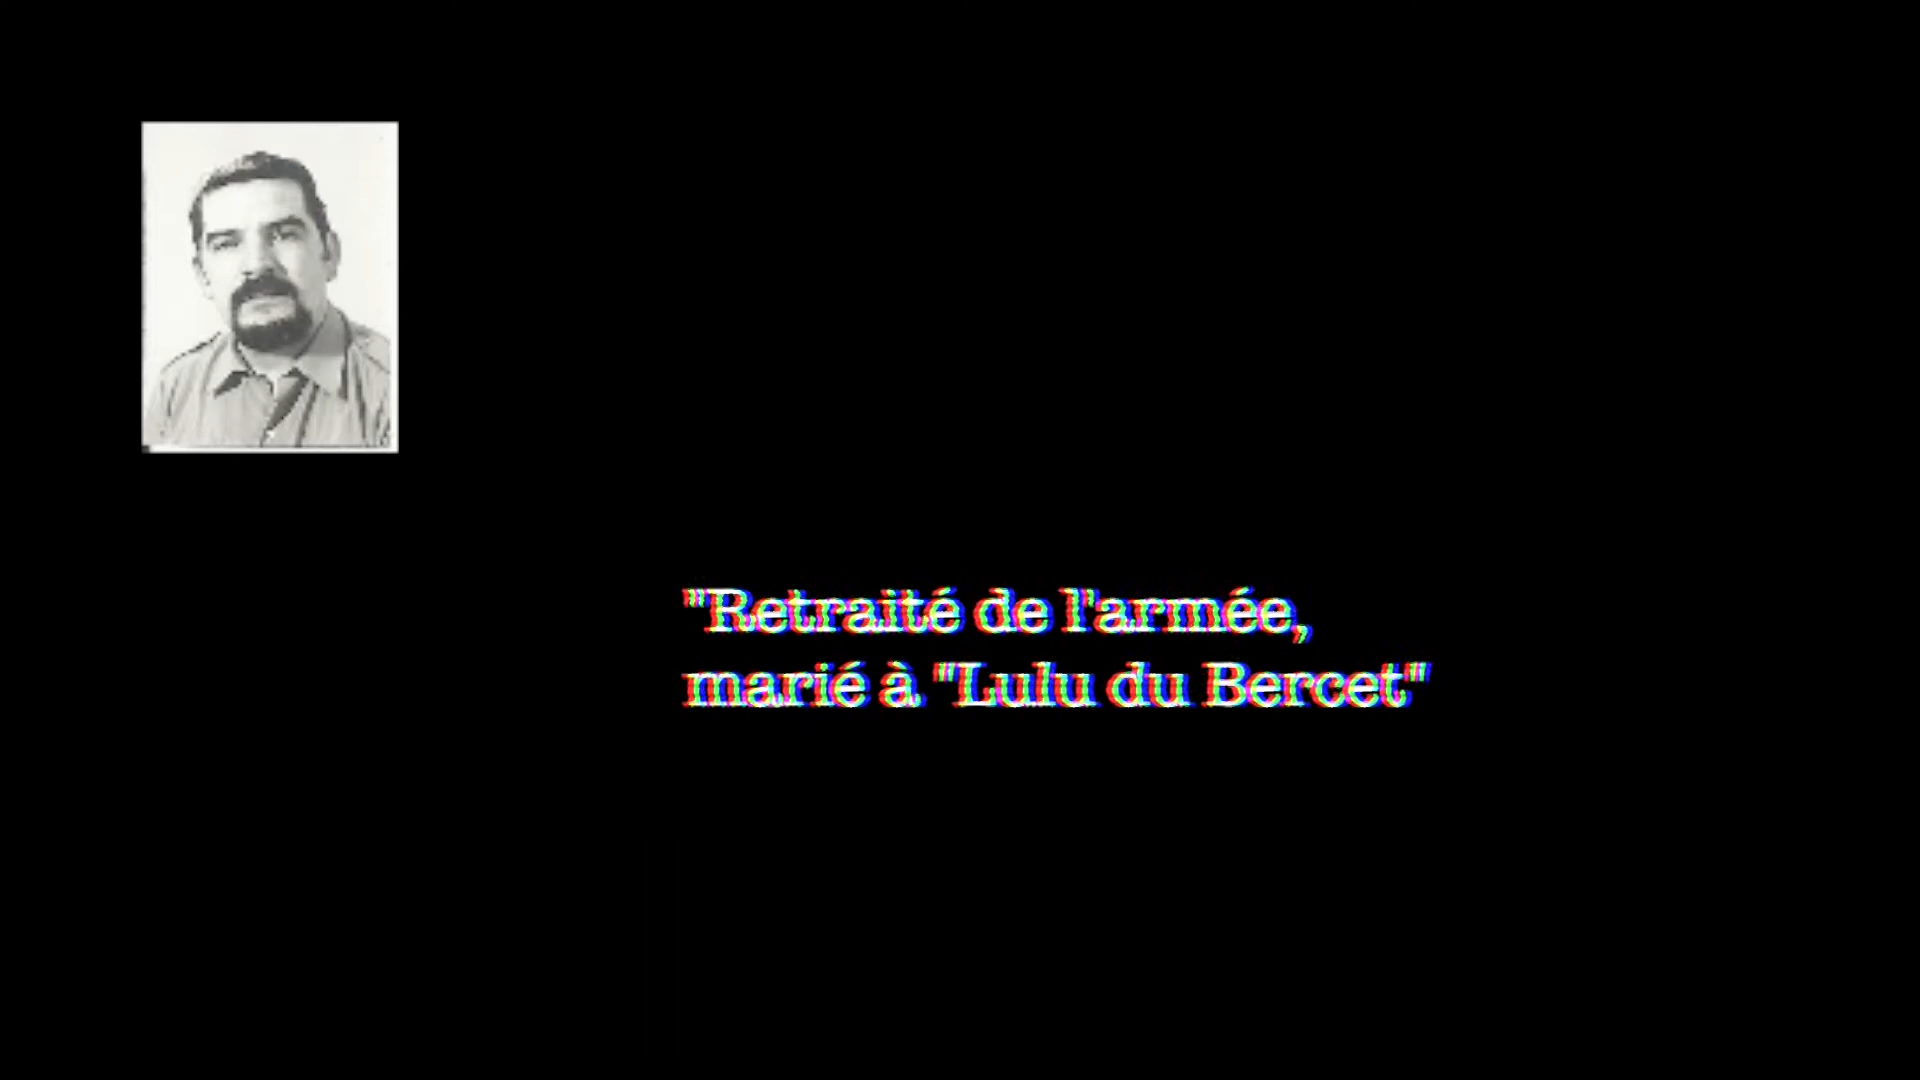 "Retraité de l'armée,
marié à "Lulu du Bercet"